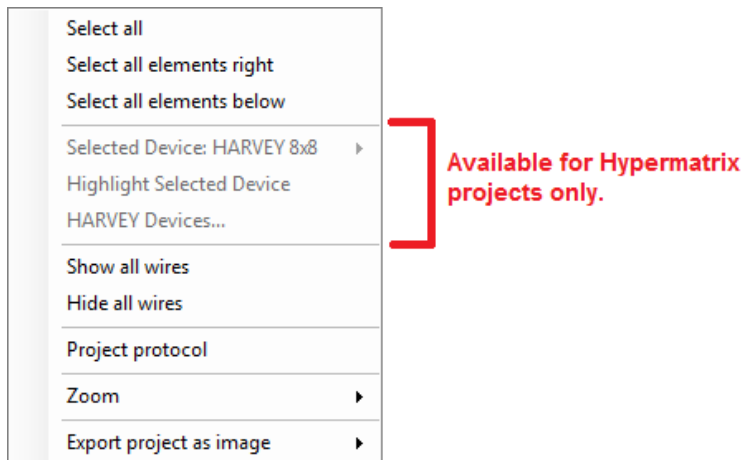 Select all
Select all elements right
Select all elements below
Selected Device: HARVEY 8x8
Highlight Selected Device
HARVEY Devices...
Available for Hypermatrix
projects only.
Show all wires
Hide all wires
Project protocol
Zoom
Export project as image